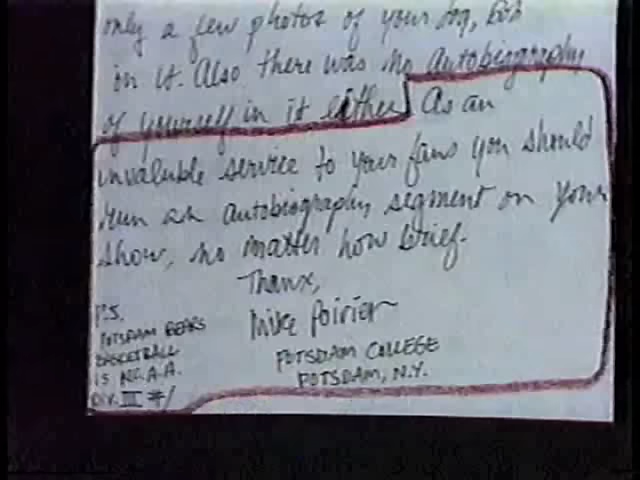 only a few photos of your dog, Bob
in it. Also there was no autobiography
of yourself in it either. As an
invaluable service to your fans you should
run an autobiography segment on your
show, no matter how brief.
Thanx,
Mike Poirier
POTSDAM COLLEGE
POTSDAM, N.Y.
P.S.
POTSDAM BEARS
BASKETBALL
IS N.C.A.A.
DIV. III #1